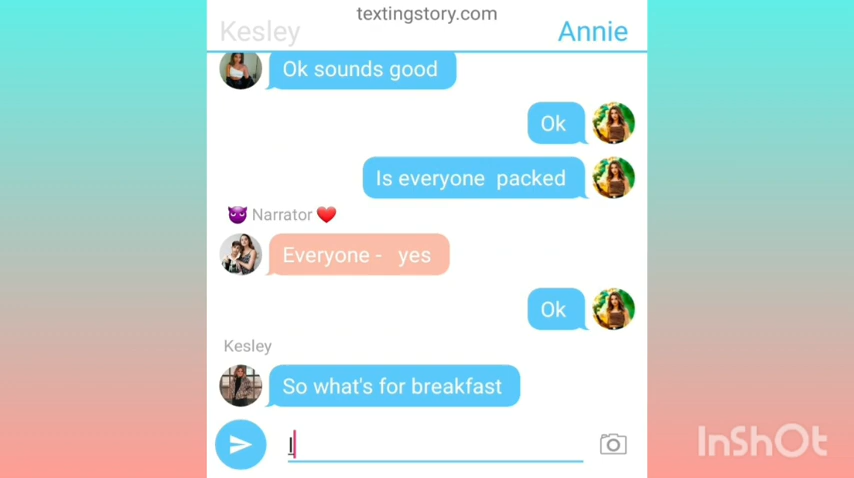 textingstory.com
Kesley Annie
Ok sounds good
Ok
Is everyone packed
😈 Narrator ❤️
Everyone - yes
Ok
Kesley
So what's for breakfast
I
InShOt